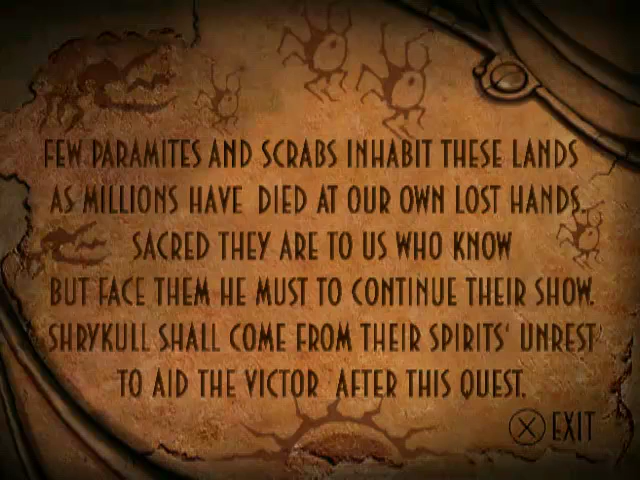 FEW PARAMITES AND SCRABS INHABIT THESE LANDS
AS MILLIONS HAVE DIED AT OUR OWN LOST HANDS.
SACRED THEY ARE TO US WHO KNOW
BUT FACE THEM HE MUST TO CONTINUE THEIR SHOW.
SHRYKULL SHALL COME FROM THEIR SPIRITS' UNREST
TO AID THE VICTOR AFTER THIS QUEST.
X EXIT